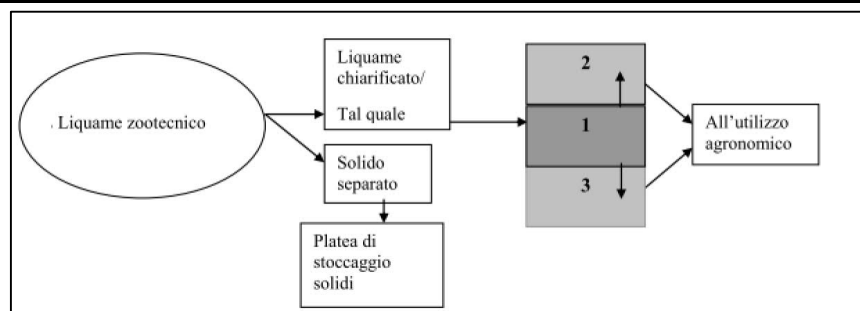 . Liquame zootecnico
Liquame
chiarificato/
Tal quale
Solido
separato
Platea di
stoccaggio
solidi
2
1
3
All’utilizzo
agronomico